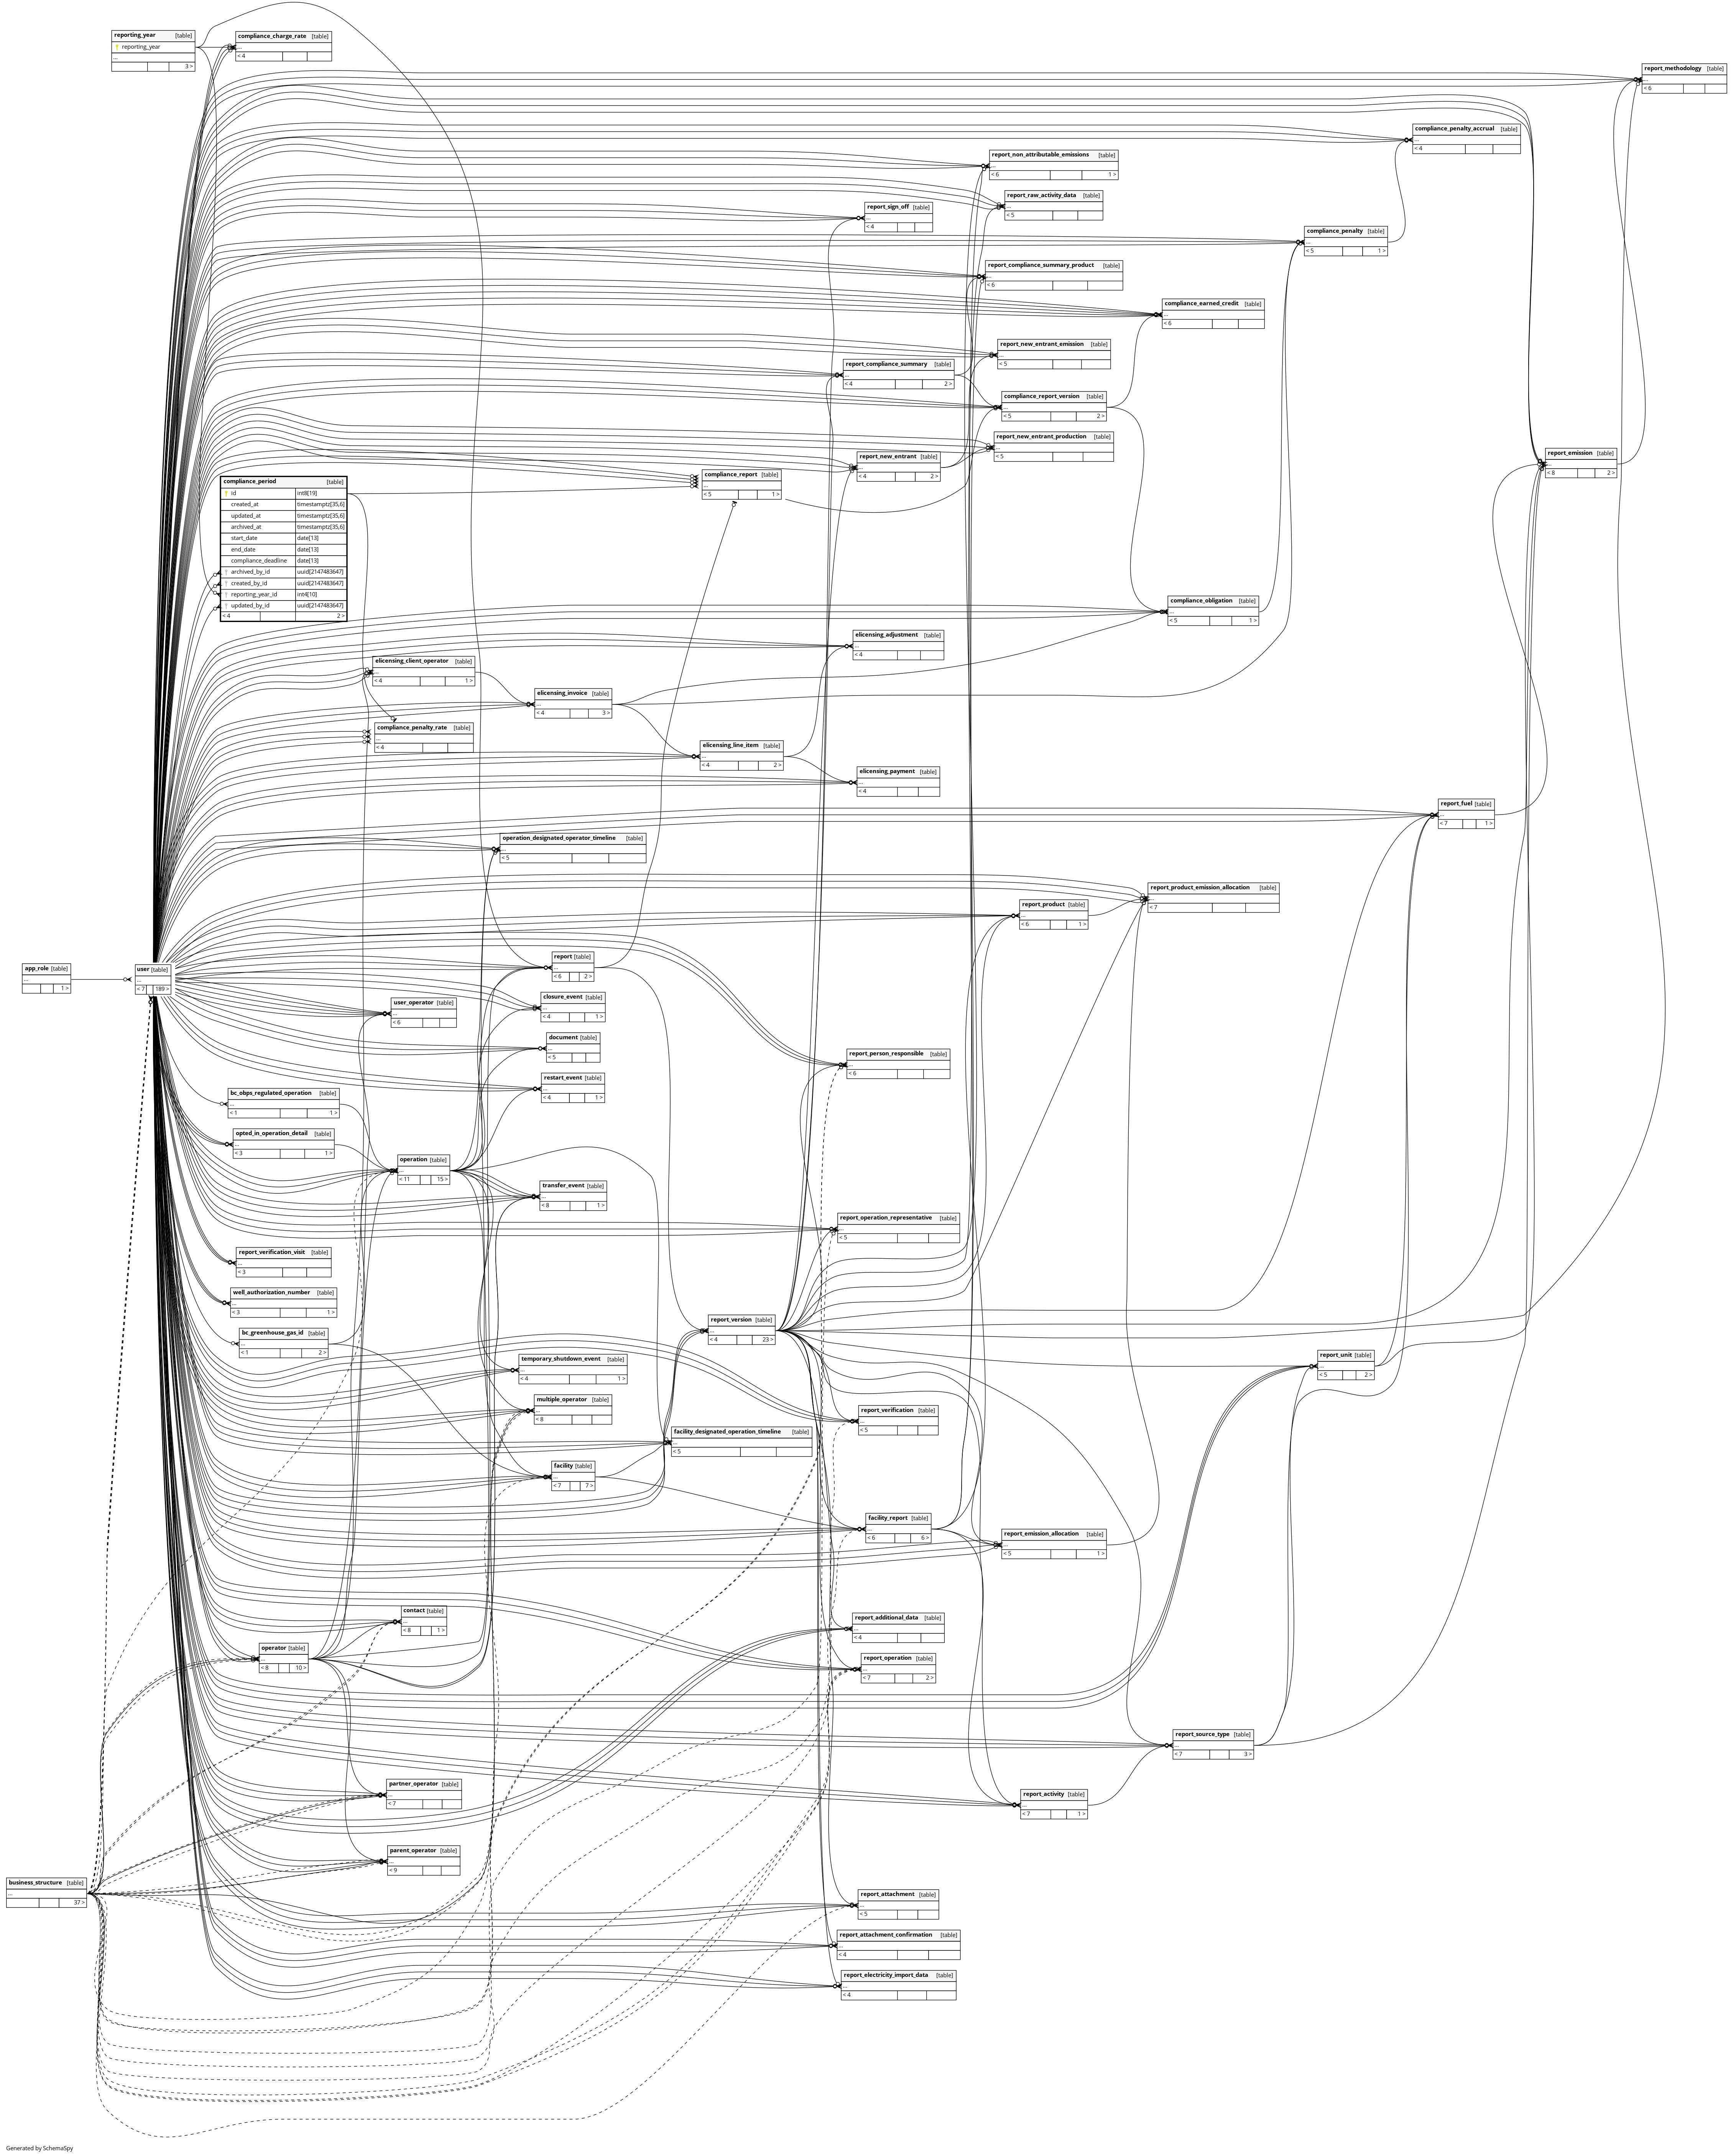 reporting_year [table]
reporting_year
...
3 >
compliance_charge_rate [table]
...
< 4
report_methodology [table]
...
< 6
compliance_penalty_accrual [table]
...
< 4
report_non_attributable_emissions [table]
...
< 6 1 >
report_raw_activity_data [table]
...
< 5
report_sign_off [table]
...
< 4
compliance_penalty [table]
...
< 5 1 >
report_compliance_summary_product [table]
...
< 6
compliance_earned_credit [table]
...
< 6
report_new_entrant_emission [table]
...
< 5
report_compliance_summary [table]
...
< 4 2 >
compliance_report_version [table]
...
< 5 2 >
report_new_entrant_production [table]
...
< 5
report_emission [table]
...
< 8 2 >
report_new_entrant [table]
...
< 4 2 >
compliance_report [table]
...
< 5 1 >
compliance_period [table]
id int8[19]
created_at timestamptz[35,6]
updated_at timestamptz[35,6]
archived_at timestamptz[35,6]
start_date date[13]
end_date date[13]
compliance_deadline date[13]
archived_by_id uuid[2147483647]
created_by_id uuid[2147483647]
reporting_year_id int4[10]
updated_by_id uuid[2147483647]
< 4 2 >
compliance_obligation [table]
...
< 5 1 >
elicensing_adjustment [table]
...
< 4
elicensing_client_operator [table]
...
< 4 1 >
elicensing_invoice [table]
...
< 4 3 >
compliance_penalty_rate [table]
...
< 4
elicensing_line_item [table]
...
< 4 2 >
elicensing_payment [table]
...
< 4
report_fuel [table]
...
< 7 1 >
operation_designated_operator_timeline [table]
...
< 5
report_product_emission_allocation [table]
...
< 7
report_product [table]
...
< 6 1 >
report [table]
...
< 6 2 >
app_role [table]
...
1 >
user [table]
...
< 7 189 >
closure_event [table]
...
< 4 1 >
user_operator [table]
...
< 6
document [table]
...
< 5
report_person_responsible [table]
...
< 6
restart_event [table]
...
< 4 1 >
bc_obps_regulated_operation [table]
...
< 1 1 >
opted_in_operation_detail [table]
...
< 3 1 >
operation [table]
...
< 11 15 >
transfer_event [table]
...
< 8 1 >
report_operation_representative [table]
...
< 5
report_verification_visit [table]
...
< 3
well_authorization_number [table]
...
< 3 1 >
report_version [table]
...
< 4 23 >
bc_greenhouse_gas_id [table]
...
< 1 2 >
temporary_shutdown_event [table]
...
< 4 1 >
report_unit [table]
...
< 5 2 >
multiple_operator [table]
...
< 8
report_verification [table]
...
< 5
facility_designated_operation_timeline [table]
...
< 5
facility [table]
...
< 7 7 >
facility_report [table]
...
< 6 6 >
report_emission_allocation [table]
...
< 5 1 >
contact [table]
...
< 8 1 >
report_additional_data [table]
...
< 4
operator [table]
...
< 8 10 >
report_operation [table]
...
< 7 2 >
report_source_type [table]
...
< 7 3 >
partner_operator [table]
...
< 7
report_activity [table]
...
< 7 1 >
parent_operator [table]
...
< 9
business_structure [table]
...
37 >
report_attachment [table]
...
< 5
report_attachment_confirmation [table]
...
< 4
report_electricity_import_data [table]
...
< 4
Generated by SchemaSpy